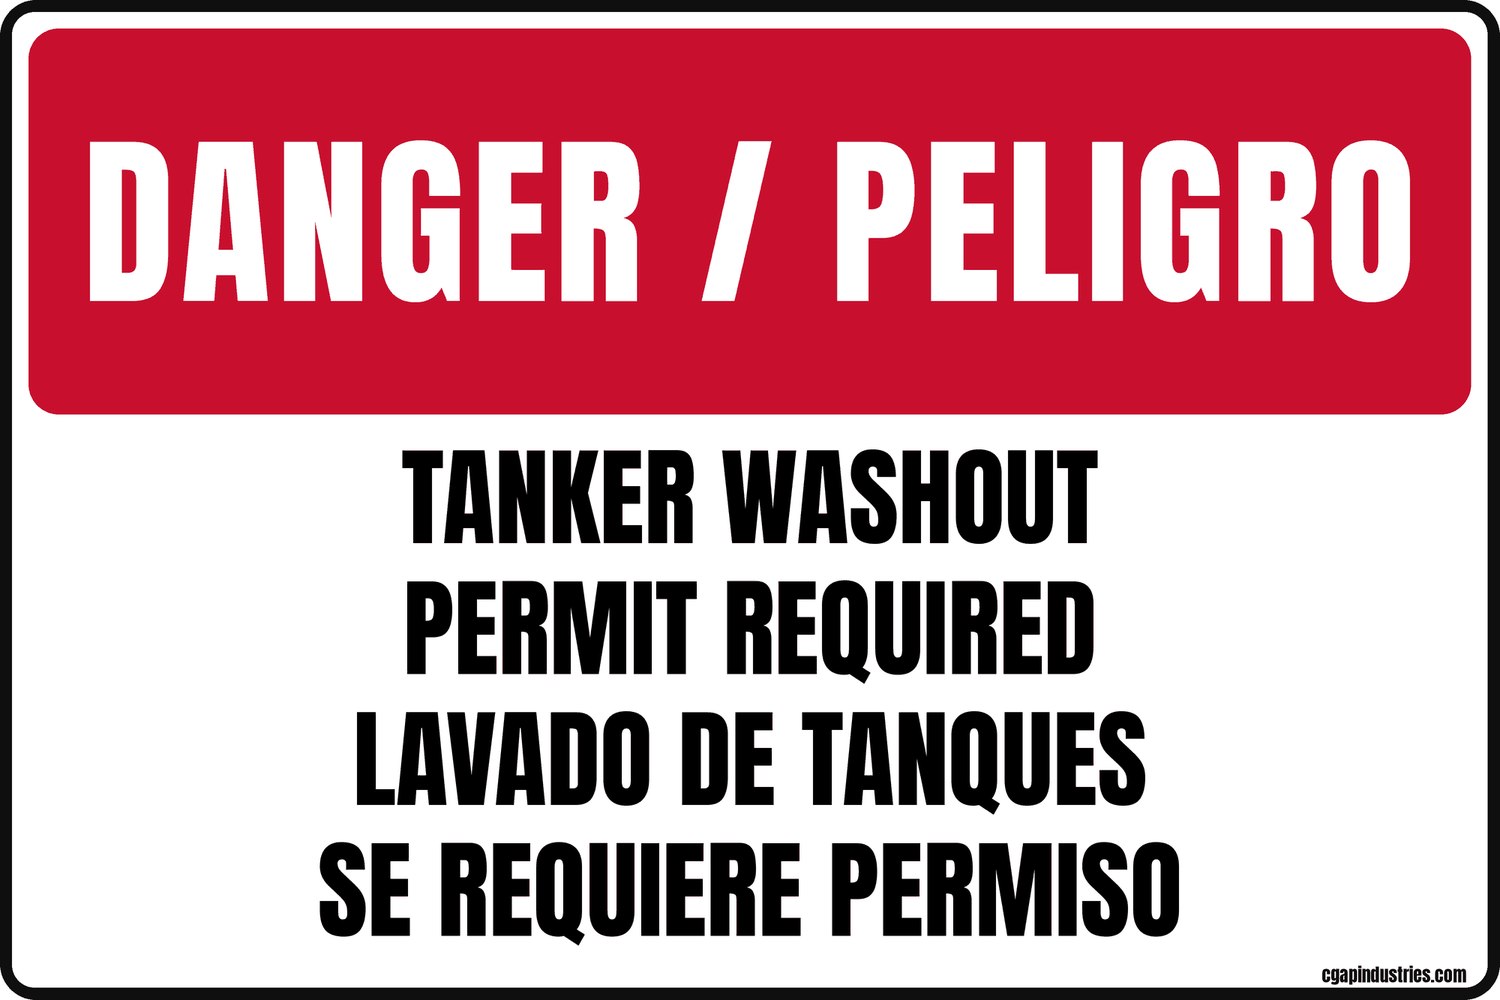 DANGER / PELIGRO
TANKER WASHOUT
PERMIT REQUIRED
LAVADO DE TANQUES
SE REQUIERE PERMISO
cgapindustries.com